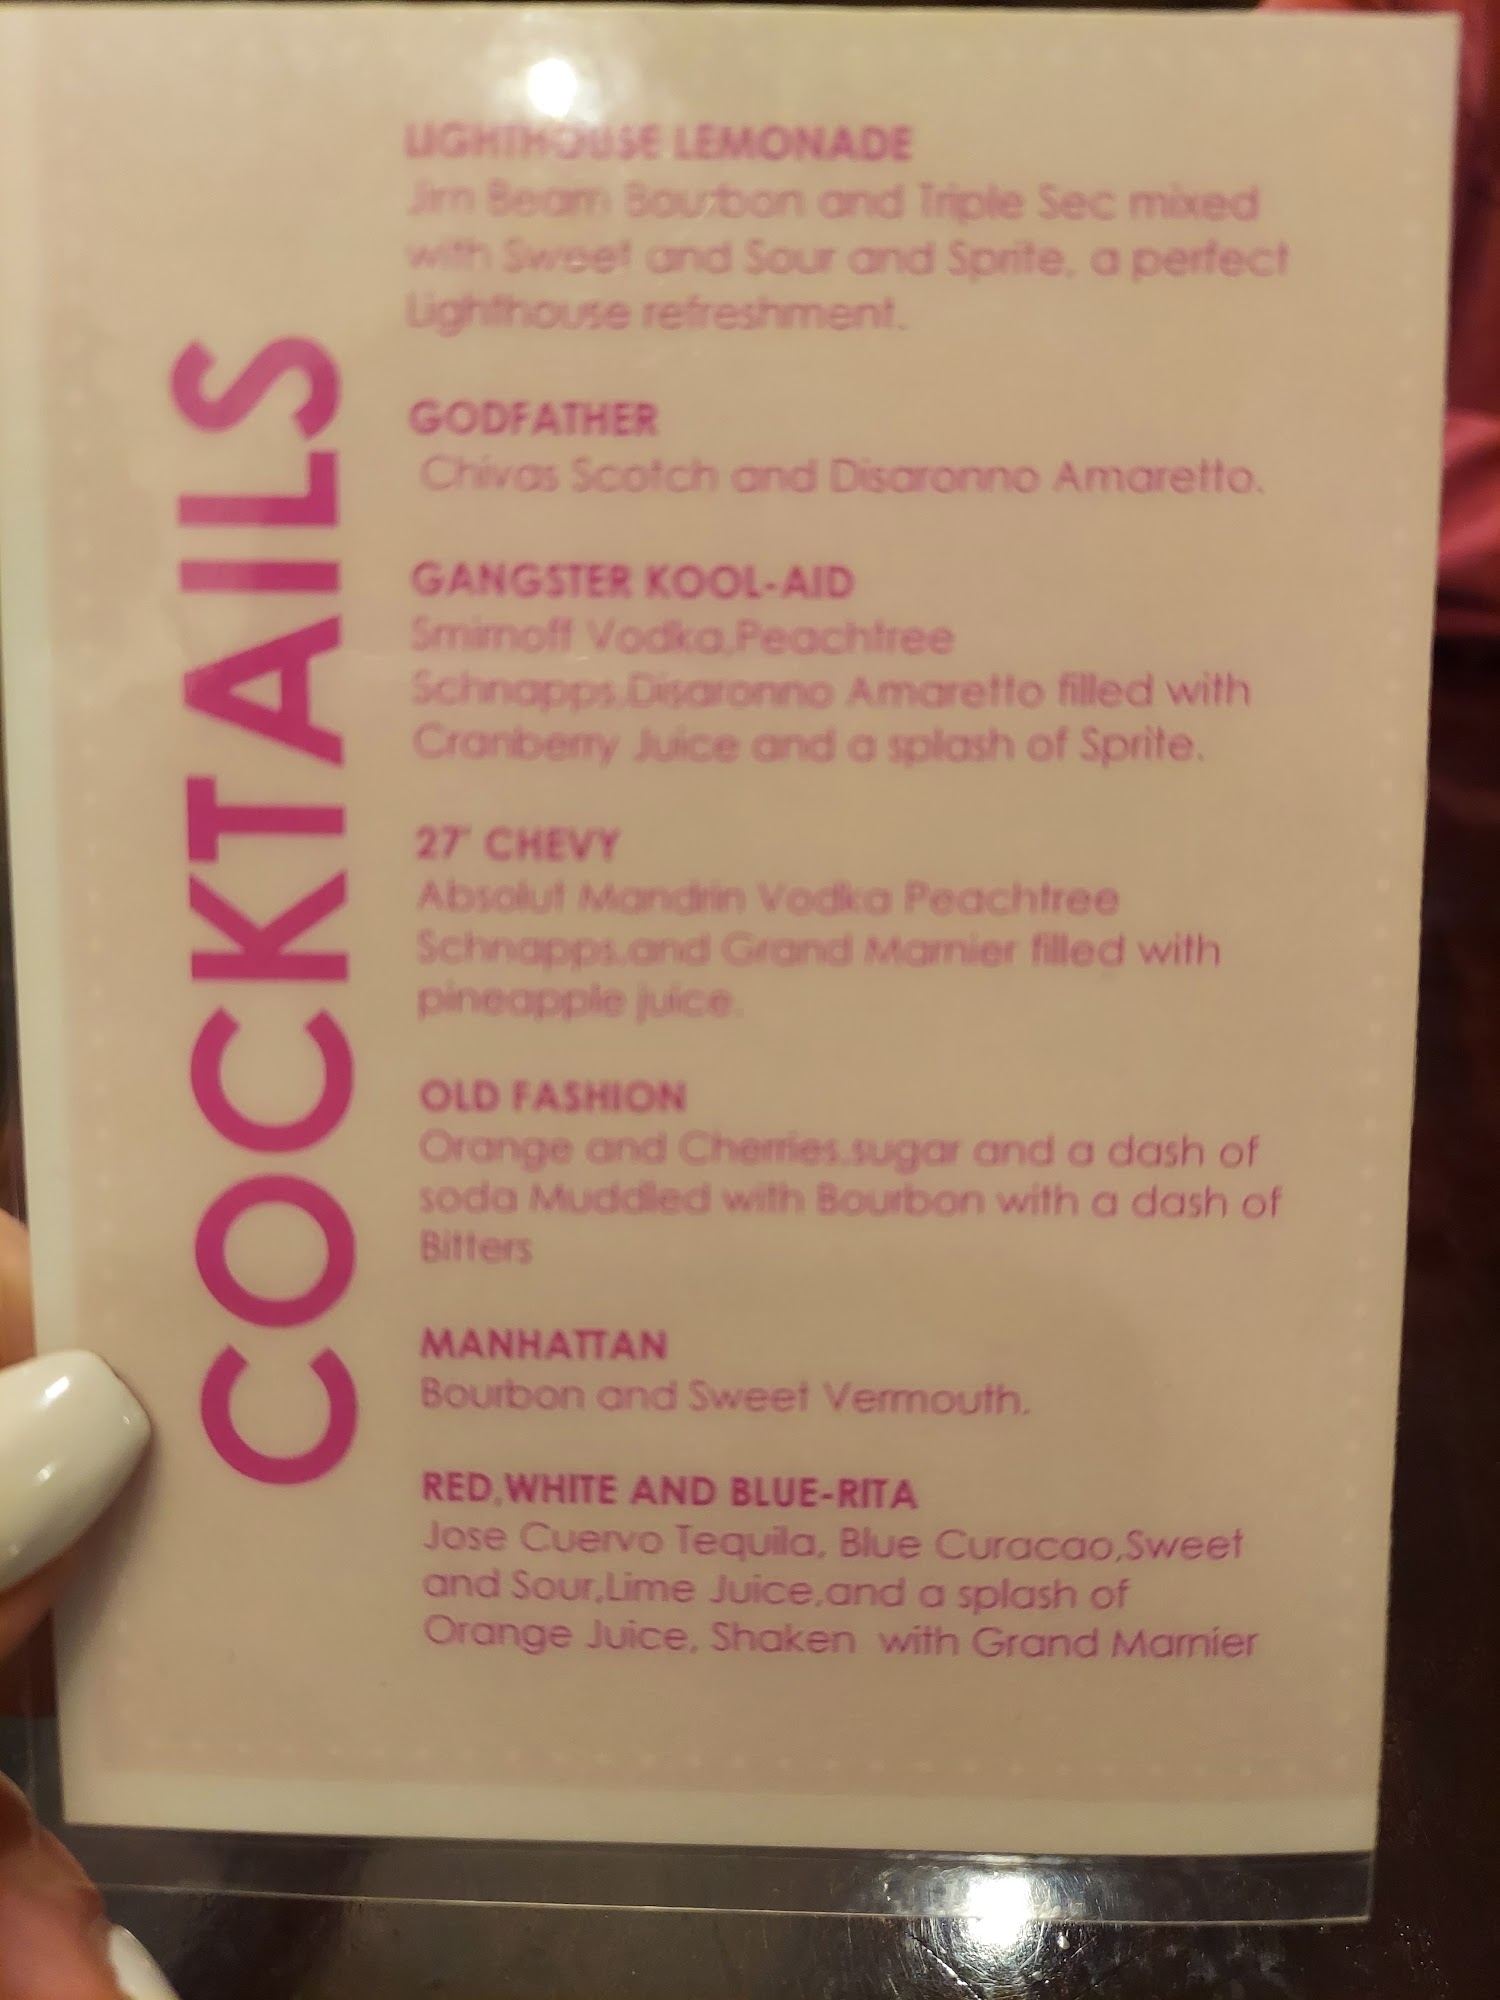 COCKTAILS
LIGHTHOUSE LEMONADE
Jim Beam Bourbon and Triple Sec mixed
with Sweet and Sour and Sprite, a perfect
Lighthouse refreshment.
GODFATHER
Chivas Scotch and Disaronno Amaretto.
GANGSTER KOOL-AID
Smirnoff Vodka,Peachtree
Schnapps,Disaronno Amaretto filled with
Cranberry Juice and a splash of Sprite.
27' CHEVY
Absolut Mandrin Vodka Peachtree
Schnapps,and Grand Marnier filled with
pineapple juice.
OLD FASHION
Orange and Cherries,sugar and a dash of
soda Muddled with Bourbon with a dash of
Bitters
MANHATTAN
Bourbon and Sweet Vermouth.
RED,WHITE AND BLUE-RITA
Jose Cuervo Tequila, Blue Curacao,Sweet
and Sour,Lime Juice,and a splash of
Orange Juice, Shaken with Grand Marnier